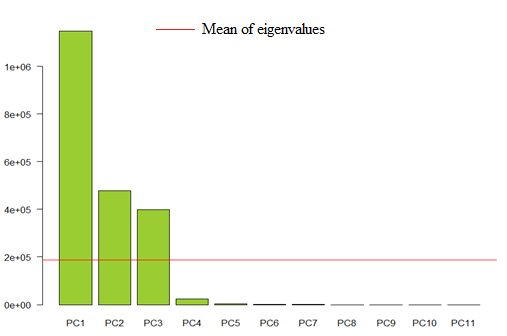 Mean of eigenvalues
1e+06
8e+05
6e+05
4e+05
2e+05
0e+00
PC1 PC2 PC3 PC4 PC5 PC6 PC7 PC8 PC9 PC10 PC11